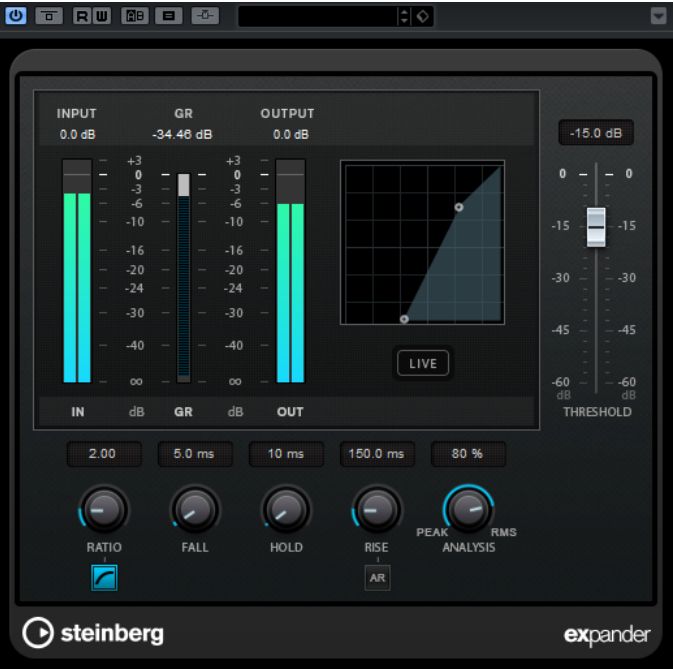 R W AB
INPUT GR OUTPUT
0.0 dB -34.46 dB 0.0 dB
-15.0 dB
+3 +3
0 0
-3 -3
-6 -6
-10 -10
-16 -16
-20 -20
-24 -24
-30 -30
-40 -40
∞ ∞
IN dB GR dB OUT
LIVE
0 0
-15 -15
-30 -30
-45 -45
-60 -60
dB dB
THRESHOLD
2.00 5.0 ms 10 ms 150.0 ms 80 %
PEAK RMS
RATIO FALL HOLD RISE ANALYSIS
AR
steinberg expander